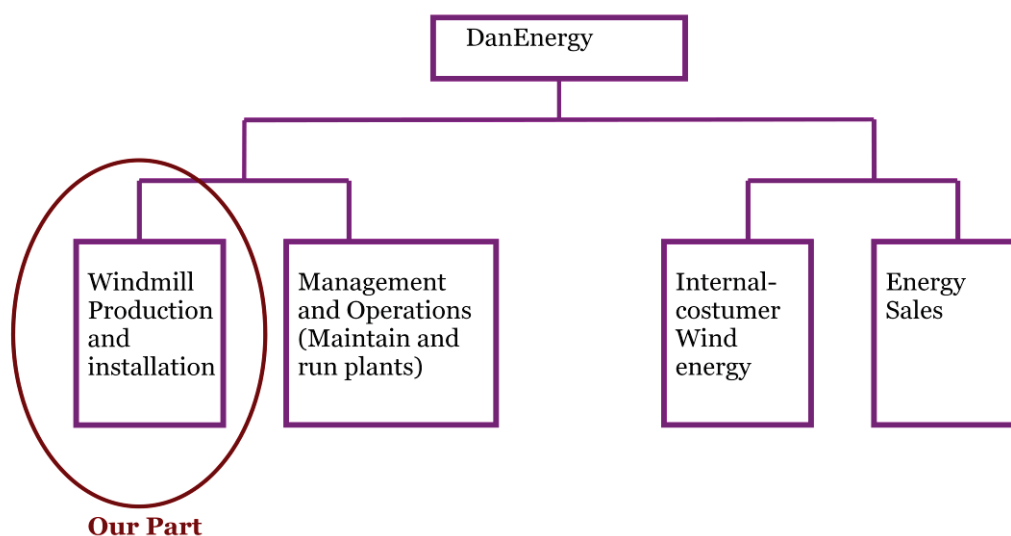 DanEnergy
Windmill
Production
and
installation
Management
and Operations
(Maintain and
run plants)
Internal-
costumer
Wind
energy
Energy
Sales
Our Part